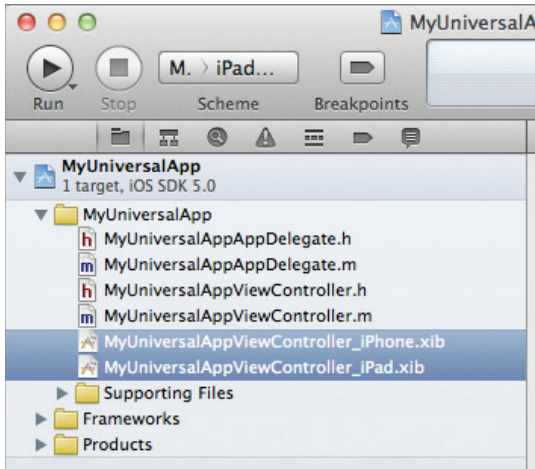 MyUniversalA
M. 〉 iPad...
Run Stop Scheme Breakpoints
MyUniversalApp
1 target, iOS SDK 5.0
MyUniversalApp
h MyUniversalAppAppDelegate.h
m MyUniversalAppAppDelegate.m
h MyUniversalAppViewController.h
m MyUniversalAppViewController.m
MyUniversalAppViewController_iPhone.xib
MyUniversalAppViewController_iPad.xib
Supporting Files
Frameworks
Products